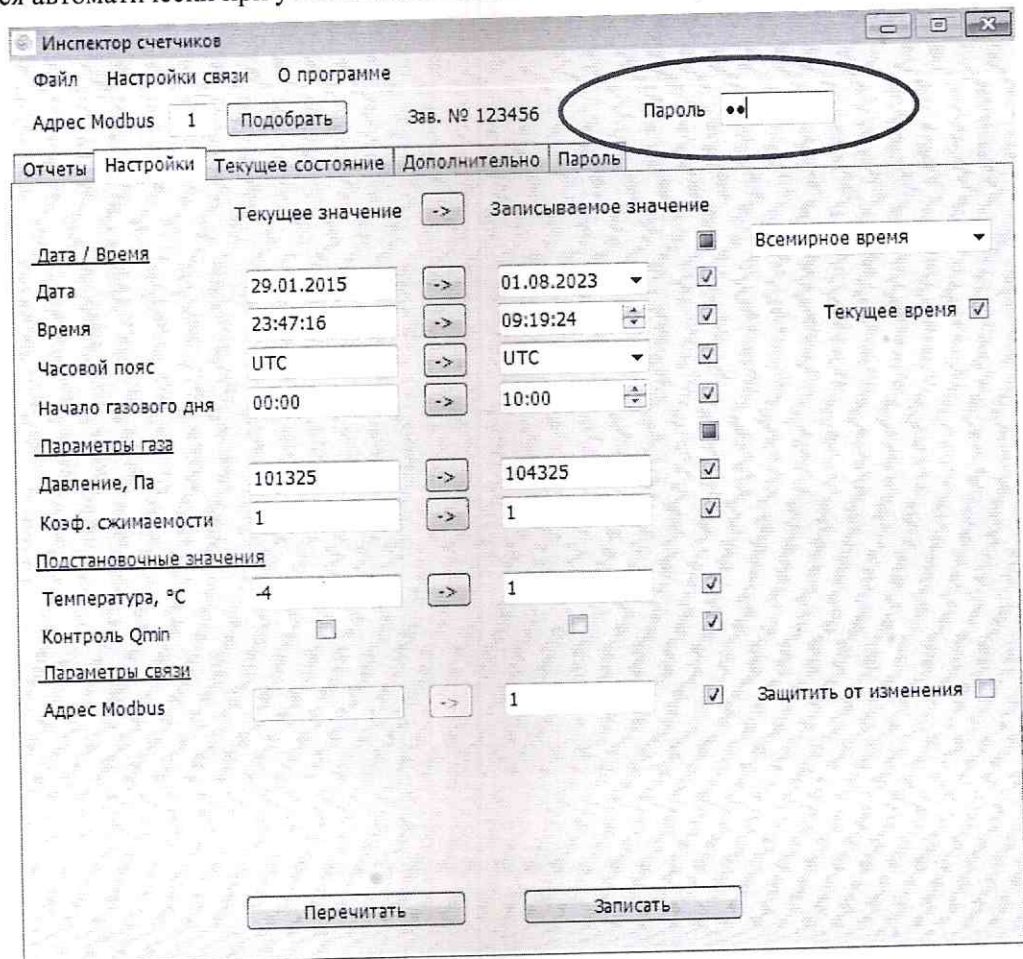 ся автоматически при
Инспектор счетчиков
Файл Настройки связи О программе
Адрес Modbus 1 Подобрать Зав. № 123456 Пароль ••
Отчеты Настройки Текущее состояние Дополнительно Пароль
Текущее значение -> Записываемое значение
Дата / Время Всемирное время
Дата 29.01.2015 -> 01.08.2023
Время 23:47:16 -> 09:19:24 Текущее время
Часовой пояс UTC -> UTC
Начало газового дня 00:00 -> 10:00
Параметры газа
Давление, Па 101325 -> 104325
Коэф. сжимаемости 1 -> 1
Подстановочные значения
Температура, °C -4 -> 1
Контроль Qmin
Параметры связи
Адрес Modbus -> 1 Защитить от изменения
Перечитать Записать